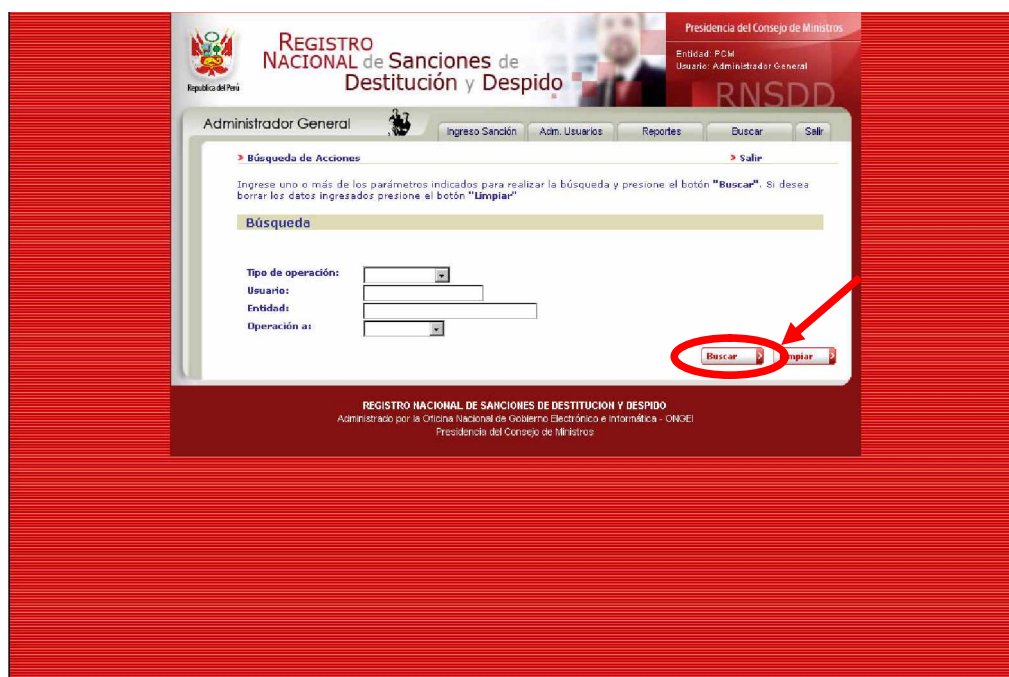 Presidencia del Consejo de Ministros
REGISTRO
NACIONAL de Sanciones de
Destitución y Despido
Entidad: PCM
Usuario: Administrador General
Republica del Perú
RNSDD
Administrador General
Ingreso Sanción Adm. Usuarios Reportes Buscar Salir
> Búsqueda de Acciones > Salir
Ingrese uno o más de los parámetros indicados para realizar la búsqueda y presione el botón "Buscar". Si desea
borrar los datos ingresados presione el botón "Limpiar"
Búsqueda
Tipo de operación:
Usuario:
Entidad:
Operación a:
Buscar mpiar
REGISTRO NACIONAL DE SANCIONES DE DESTITUCION Y DESPIDO
Administrado por la Oficina Nacional de Gobierno Electrónico e Informática - ONGEI
Presidencia del Consejo de Ministros